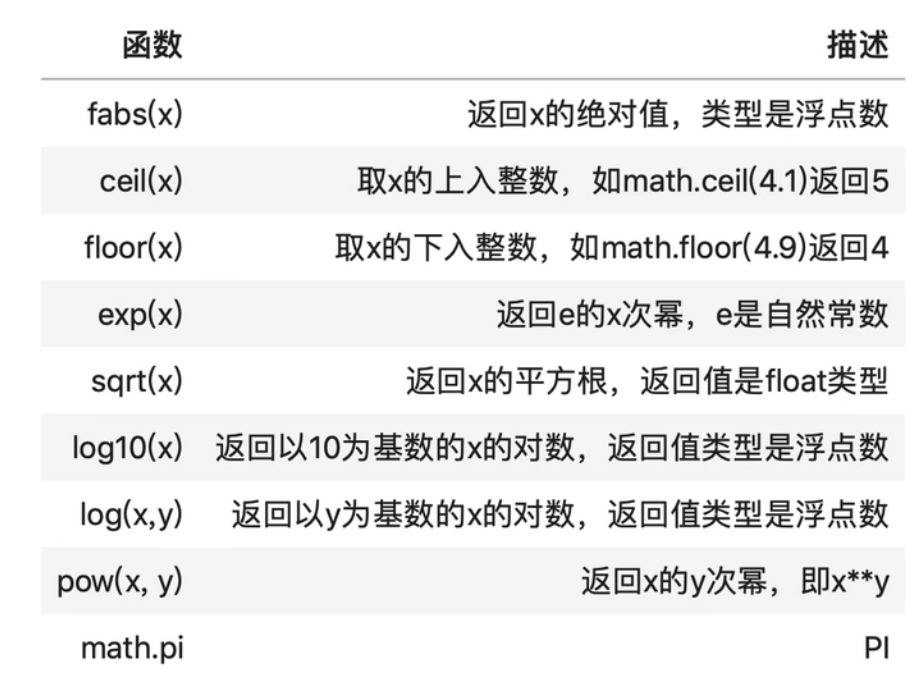 函数 描述
fabs(x) 返回x的绝对值，类型是浮点数
ceil(x) 取x的上入整数，如math.ceil(4.1)返回5
floor(x) 取x的下入整数，如math.floor(4.9)返回4
exp(x) 返回e的x次幂，e是自然常数
sqrt(x) 返回x的平方根，返回值是float类型
log10(x) 返回以10为基数的x的对数，返回值类型是浮点数
log(x,y) 返回以y为基数的x的对数，返回值类型是浮点数
pow(x, y) 返回x的y次幂，即x**y
math.pi PI